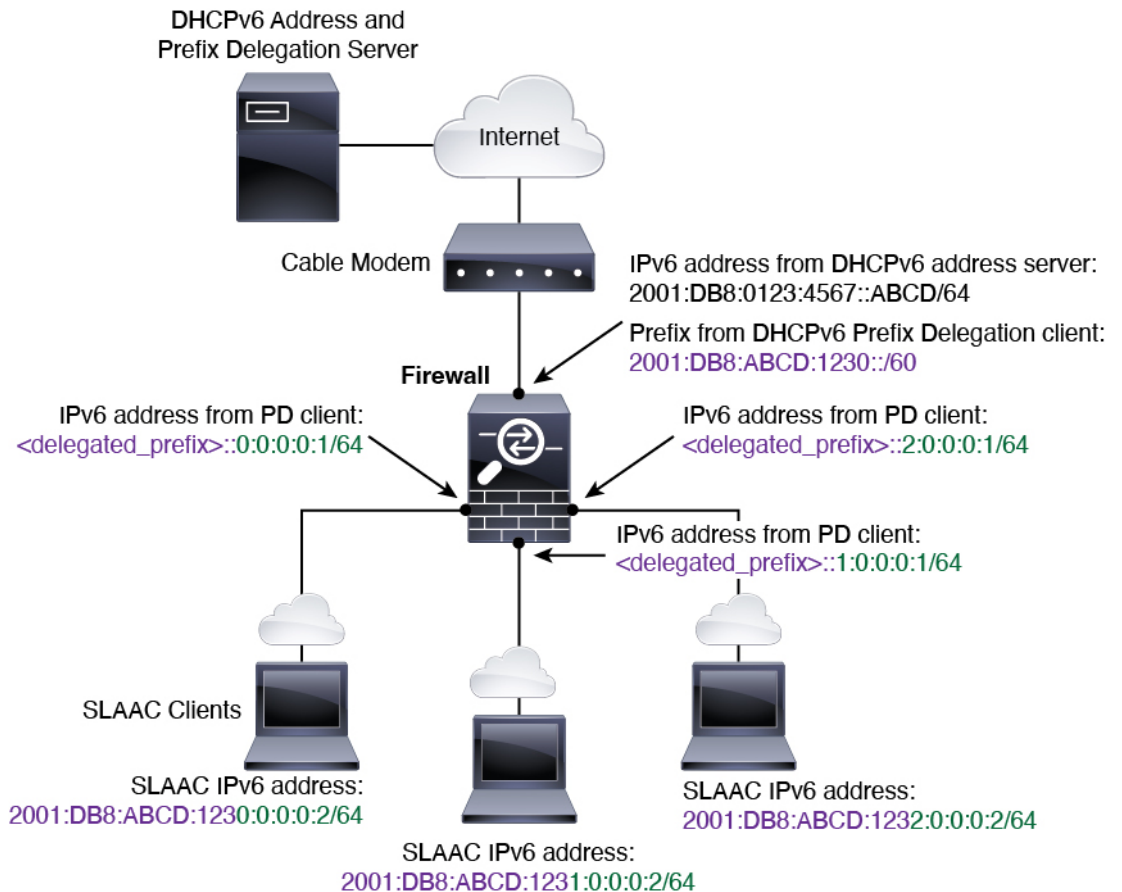 DHCPv6 Address and
Prefix Delegation Server
Internet
Cable Modem
IPv6 address from DHCPv6 address server:
2001:DB8:0123:4567::ABCD/64
Prefix from DHCPv6 Prefix Delegation client:
2001:DB8:ABCD:1230::/60
Firewall
IPv6 address from PD client:
<delegated_prefix>::0:0:0:0:1/64
IPv6 address from PD client:
<delegated_prefix>::2:0:0:0:1/64
IPv6 address from PD client:
<delegated_prefix>::1:0:0:0:1/64
SLAAC Clients
SLAAC IPv6 address:
2001:DB8:ABCD:1230:0:0:0:2/64
SLAAC IPv6 address:
2001:DB8:ABCD:1231:0:0:0:2/64
SLAAC IPv6 address:
2001:DB8:ABCD:1232:0:0:0:2/64